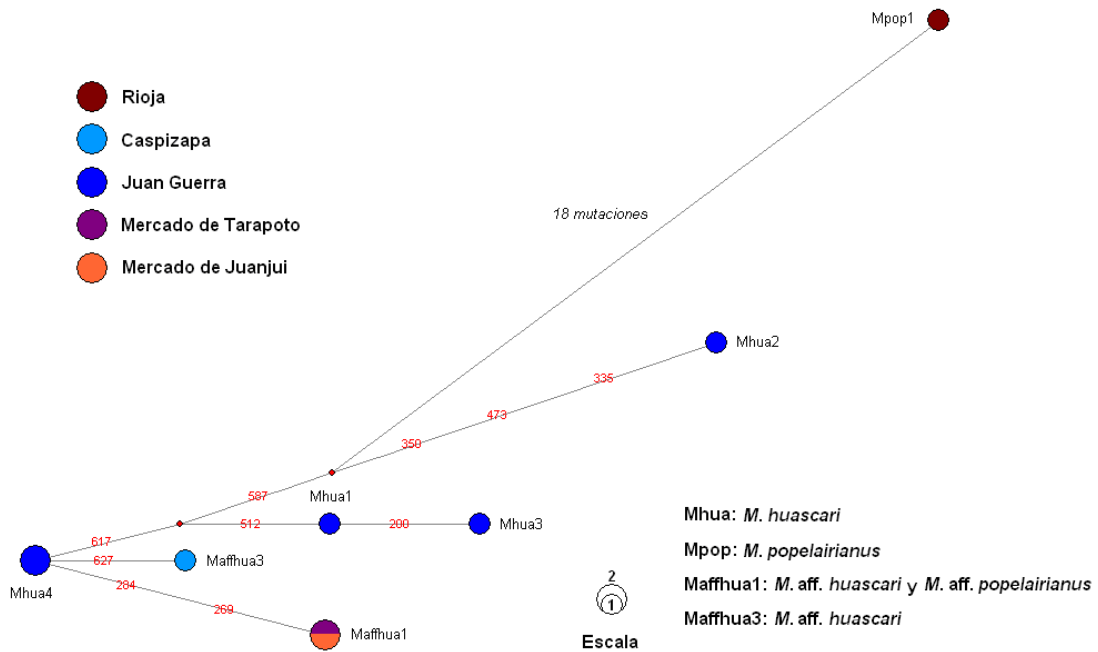 Mpop1
Rioja
Caspizapa
Juan Guerra
Mercado de Tarapoto
Mercado de Juanjui
18 mutaciones
Mhua2
335
473
350
587
Mhua1
512
200
Mhua3
617
627
Maffhua3
Mhua4
284
269
Maffhua1
2
1
Escala
Mhua: M. huascari
Mpop: M. popelairianus
Maffhua1: M. aff. huascari y M. aff. popelairianus
Maffhua3: M. aff. huascari